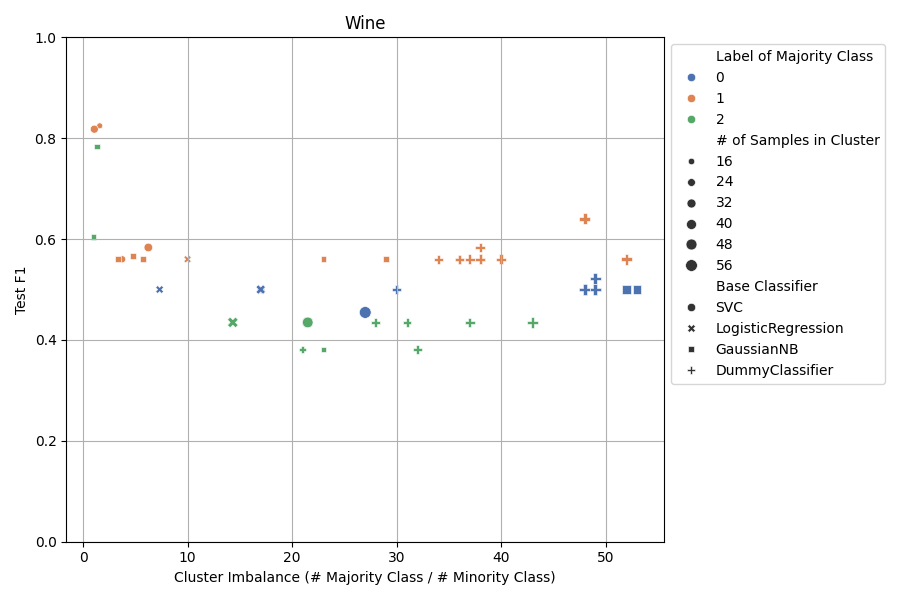 Wine
Test F1
1.0
0.8
0.6
0.4
0.2
0.0
0 10 20 30 40 50
Cluster Imbalance (# Majority Class / # Minority Class)
Label of Majority Class
0
1
2
# of Samples in Cluster
16
24
32
40
48
56
Base Classifier
SVC
LogisticRegression
GaussianNB
DummyClassifier